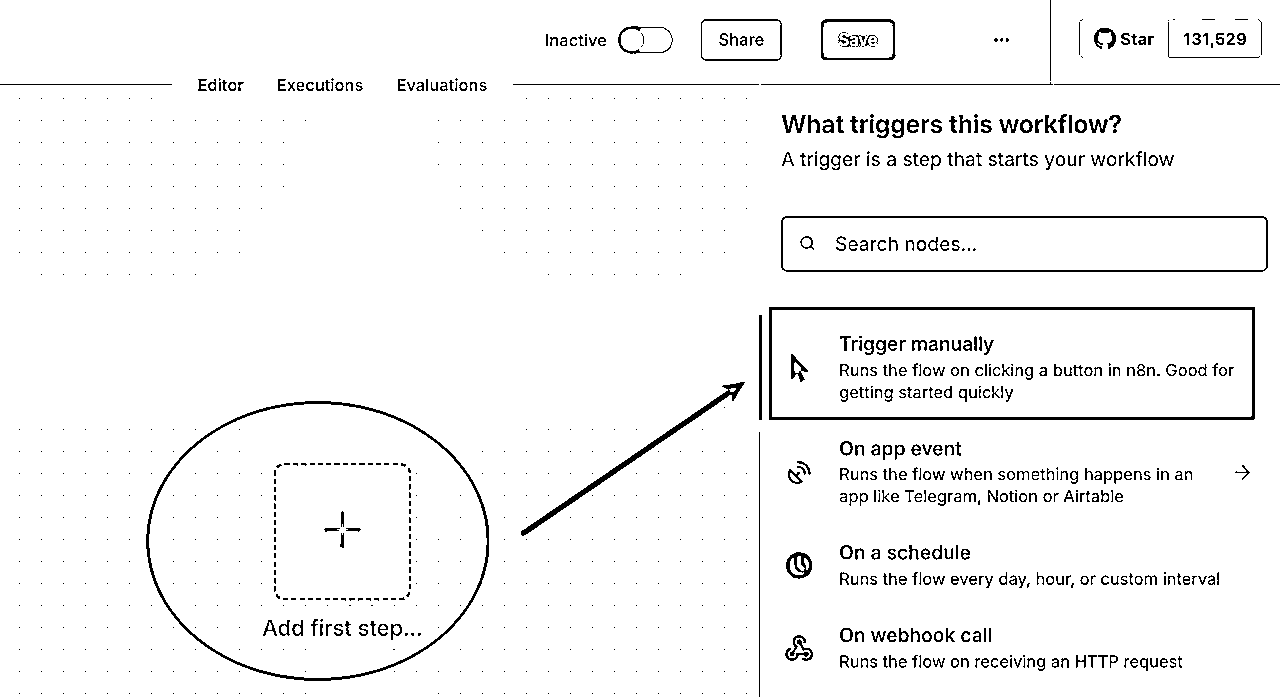 Inactive
Share
Save
...
Star
131,529
Editor
Executions
Evaluations
What triggers this workflow?
A trigger is a step that starts your workflow
Search nodes...
Trigger manually
Runs the flow on clicking a button in n8n. Good for
getting started quickly
On app event
Runs the flow when something happens in an
app like Telegram, Notion or Airtable
On a schedule
Runs the flow every day, hour, or custom interval
On webhook call
Runs the flow on receiving an HTTP request
Add first step...